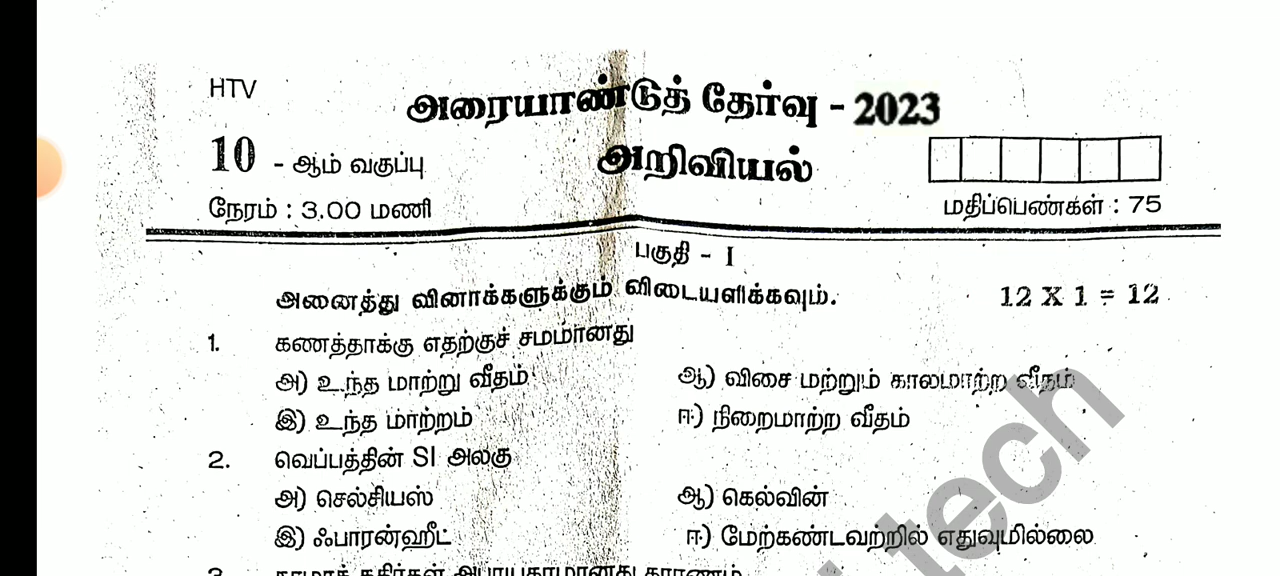 HTV
அரையாண்டுத் தேர்வு - 2023
10 - ஆம் வகுப்பு
அறிவியல்
நேரம் : 3.00 மணி
மதிப்பெண்கள் : 75
பகுதி - I
அனைத்து வினாக்களுக்கும் விடையளிக்கவும். 12 X 1 = 12
1. கணத்தாக்கு எதற்குச் சமமானது
அ) உந்த மாற்று வீதம் ஆ) விசை மற்றும் காலமாற்ற வீதம்
இ) உந்த மாற்றம் ஈ) நிறைமாற்ற வீதம்
2. வெப்பத்தின் SI அலகு
அ) செல்சியஸ் ஆ) கெல்வின்
இ) ஃபாரன்ஹீட் ஈ) மேற்கண்டவற்றில் எதுவுமில்லை
tech